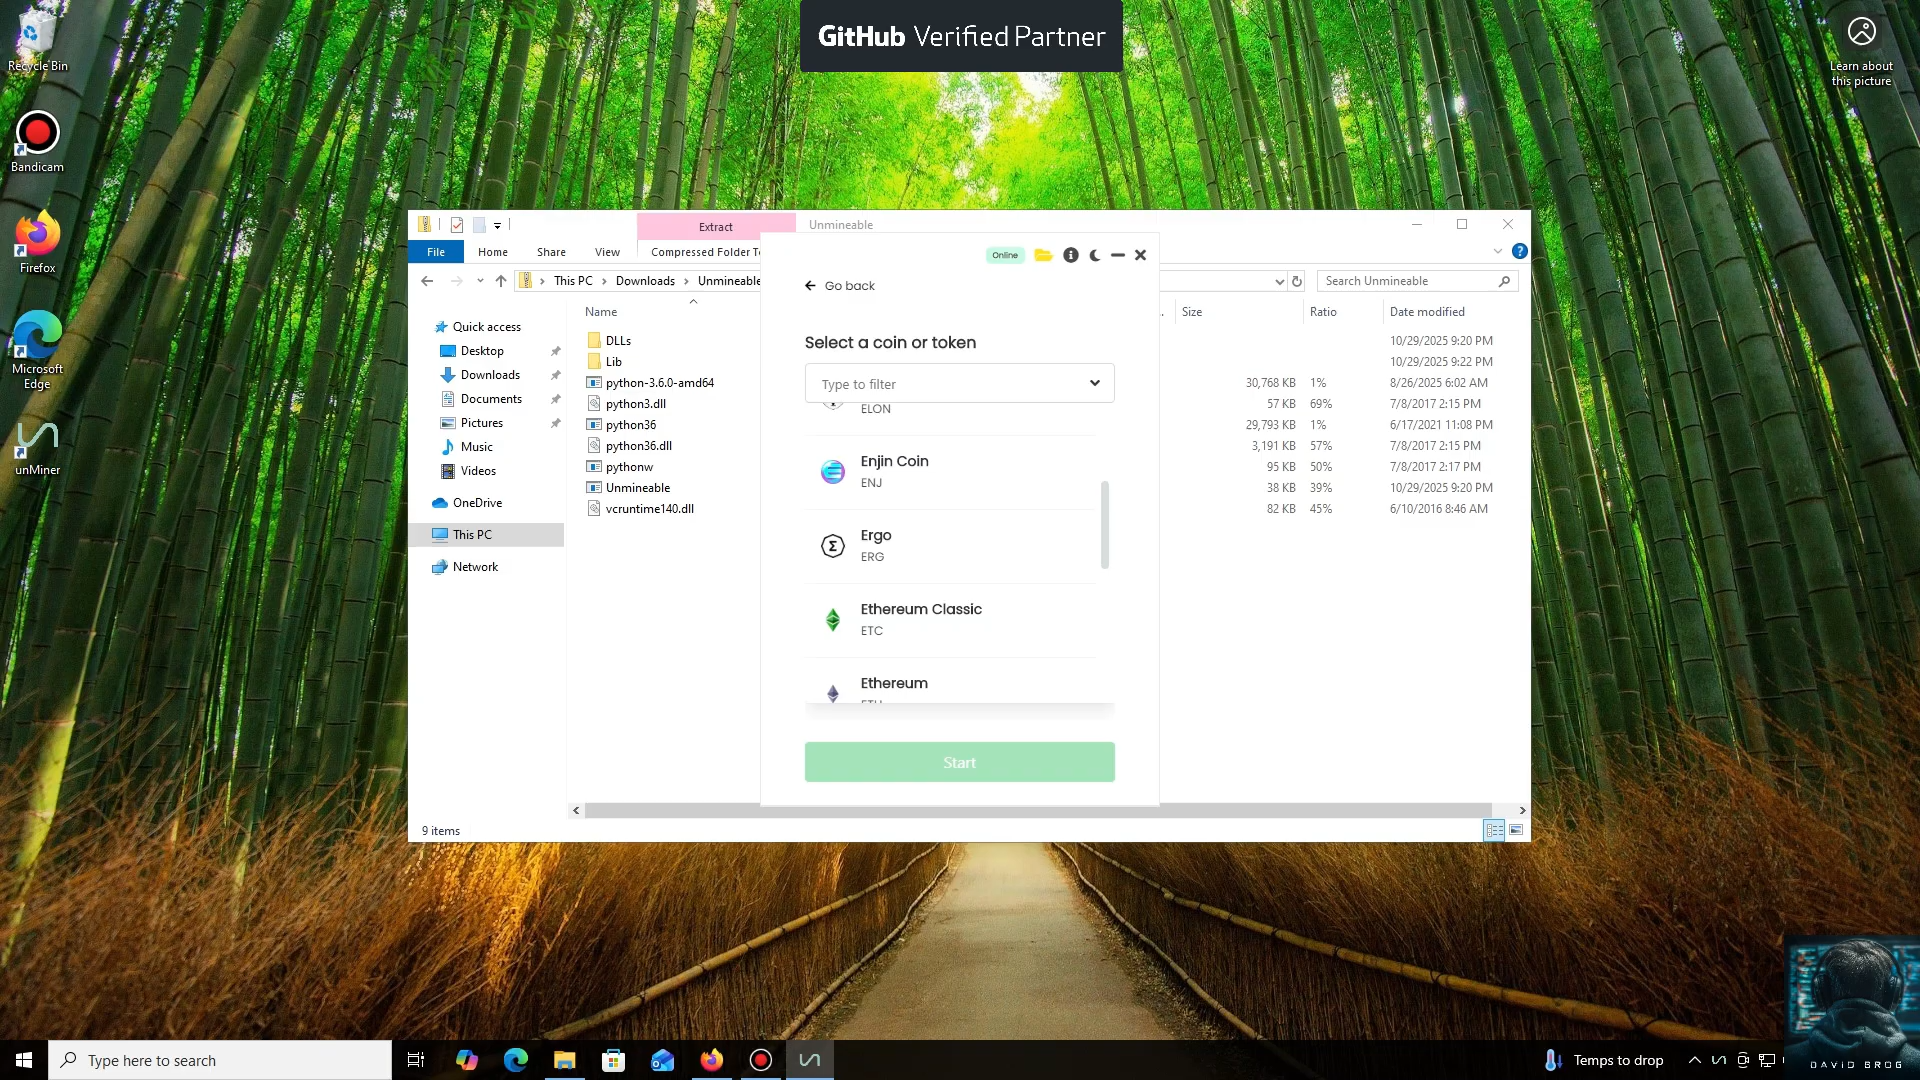 GitHub Verified Partner
Recycle Bin
Learn about
this picture
Bandicam
Firefox
Microsoft
Edge
unMiner
Extract
Unmineable
File
Home
Share
View
Compressed Folder To
This PC
Downloads
Unmineable
Search Unmineable
Online
Go back
Select a coin or token
Type to filter
ELON
Enjin Coin
ENJ
Ergo
ERG
Ethereum Classic
ETC
Ethereum
ETH
Start
Quick access
Desktop
Downloads
Documents
Pictures
Music
Videos
OneDrive
This PC
Network
Name
Size
Ratio
Date modified
DLLs
10/29/2025 9:20 PM
Lib
10/29/2025 9:22 PM
python-3.6.0-amd64
30,768 KB
1%
8/26/2025 6:02 AM
python3.dll
57 KB
69%
7/8/2017 2:15 PM
python36
29,793 KB
1%
6/17/2021 11:08 PM
python36.dll
3,191 KB
57%
7/8/2017 2:15 PM
pythonw
95 KB
50%
7/8/2017 2:17 PM
Unmineable
38 KB
39%
10/29/2025 9:20 PM
vcruntime140.dll
82 KB
45%
6/10/2016 8:46 AM
9 items
Type here to search
Temps to drop
DAVID BROG